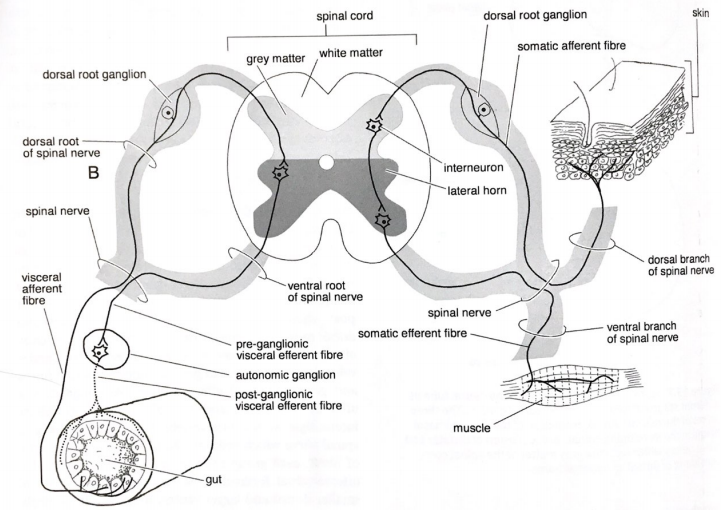 spinal cord
dorsal root ganglion
skin
grey matter
white matter
somatic afferent fibre
dorsal root ganglion
dorsal root
of spinal nerve
B
interneuron
lateral horn
spinal nerve
visceral
afferent
fibre
ventral root
of spinal nerve
dorsal branch
of spinal nerve
spinal nerve
somatic efferent fibre
ventral branch
of spinal nerve
pre-ganglionic
visceral efferent fibre
autonomic ganglion
post-ganglionic
visceral efferent fibre
muscle
gut